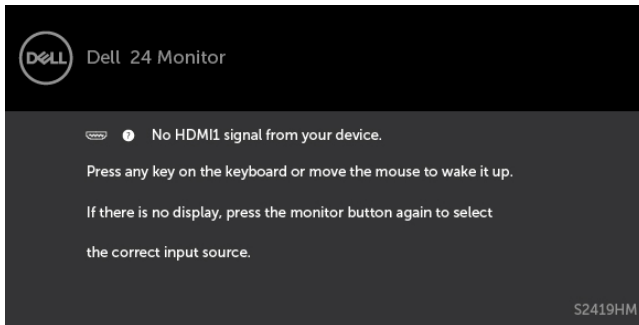 DELL
Dell 24 Monitor
No HDMI1 signal from your device.
Press any key on the keyboard or move the mouse to wake it up.
If there is no display, press the monitor button again to select
the correct input source.
S2419HM